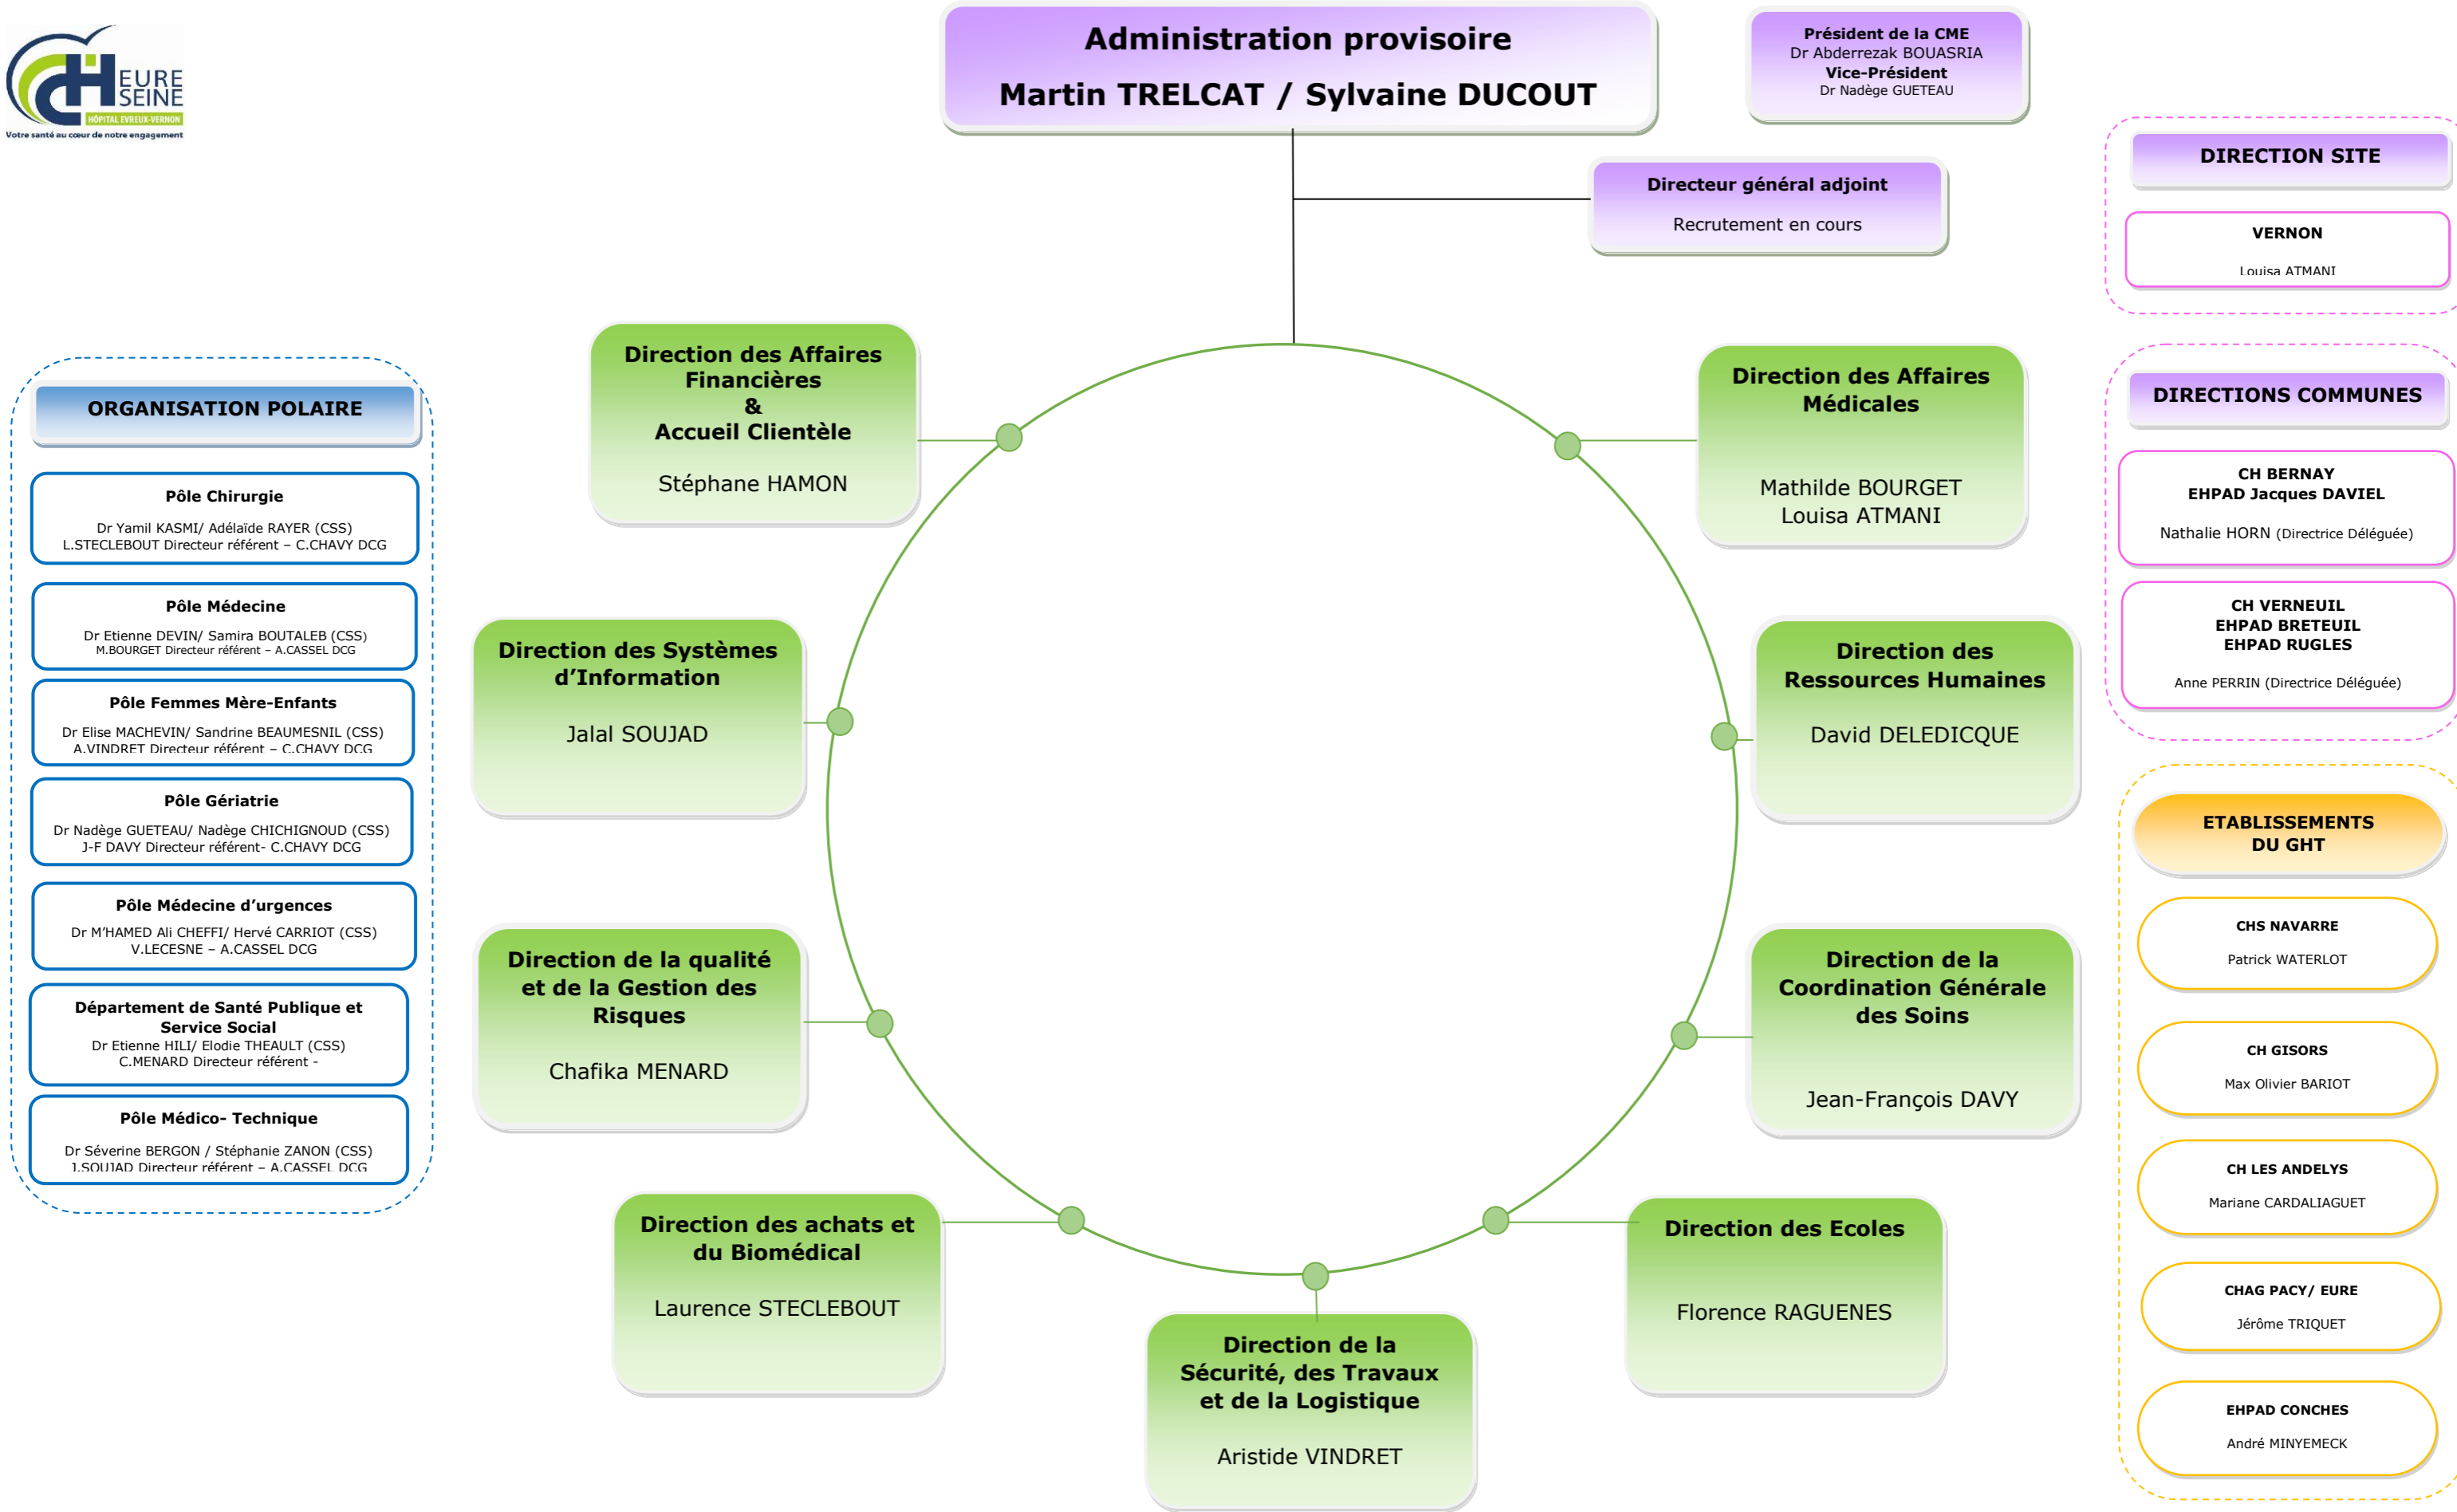 CH EURE
SEINE
HÔPITAL EVREUX-VERNON
Votre santé au cœur de notre engagement
Administration provisoire
Martin TRELCAT / Sylvaine DUCOUT
Président de la CME
Dr Abderrezak BOUASRIA
Vice-Président
Dr Nadège GUETEAU
Directeur général adjoint
Recrutement en cours
DIRECTION SITE
VERNON
Louisa ATMANI
DIRECTIONS COMMUNES
CH BERNAY
EHPAD Jacques DAVIEL
Nathalie HORN (Directrice Déléguée)
CH VERNEUIL
EHPAD BRETEUIL
EHPAD RUGLES
Anne PERRIN (Directrice Déléguée)
ETABLISSEMENTS
DU GHT
CHS NAVARRE
Patrick WATERLOT
CH GISORS
Max Olivier BARIOT
CH LES ANDELYS
Mariane CARDALIAGUET
CHAG PACY/ EURE
Jérôme TRIQUET
EHPAD CONCHES
André MINYEMECK
ORGANISATION POLAIRE
Pôle Chirurgie
Dr Yamil KASMI/ Adélaïde RAYER (CSS)
L.STECLEBOUT Directeur référent – C.CHAVY DCG
Pôle Médecine
Dr Etienne DEVIN/ Samira BOUTALEB (CSS)
M.BOURGET Directeur référent – A.CASSEL DCG
Pôle Femmes Mère-Enfants
Dr Elise MACHEVIN/ Sandrine BEAUMESNIL (CSS)
A.VINDRET Directeur référent – C.CHAVY DCG
Pôle Gériatrie
Dr Nadège GUETEAU/ Nadège CHICHIGNOUD (CSS)
J-F DAVY Directeur référent- C.CHAVY DCG
Pôle Médecine d’urgences
Dr M’HAMED Ali CHEFFI/ Hervé CARRIOT (CSS)
V.LECESNE – A.CASSEL DCG
Département de Santé Publique et
Service Social
Dr Etienne HILI/ Elodie THEAULT (CSS)
C.MENARD Directeur référent -
Pôle Médico- Technique
Dr Séverine BERGON / Stéphanie ZANON (CSS)
J.SOUJAD Directeur référent – A.CASSEL DCG
Direction des Affaires
Financières
&
Accueil Clientèle
Stéphane HAMON
Direction des Systèmes
d’Information
Jalal SOUJAD
Direction de la qualité
et de la Gestion des
Risques
Chafika MENARD
Direction des achats et
du Biomédical
Laurence STECLEBOUT
Direction de la
Sécurité, des Travaux
et de la Logistique
Aristide VINDRET
Direction des Ecoles
Florence RAGUENES
Direction de la
Coordination Générale
des Soins
Jean-François DAVY
Direction des
Ressources Humaines
David DELEDICQUE
Direction des Affaires
Médicales
Mathilde BOURGET
Louisa ATMANI